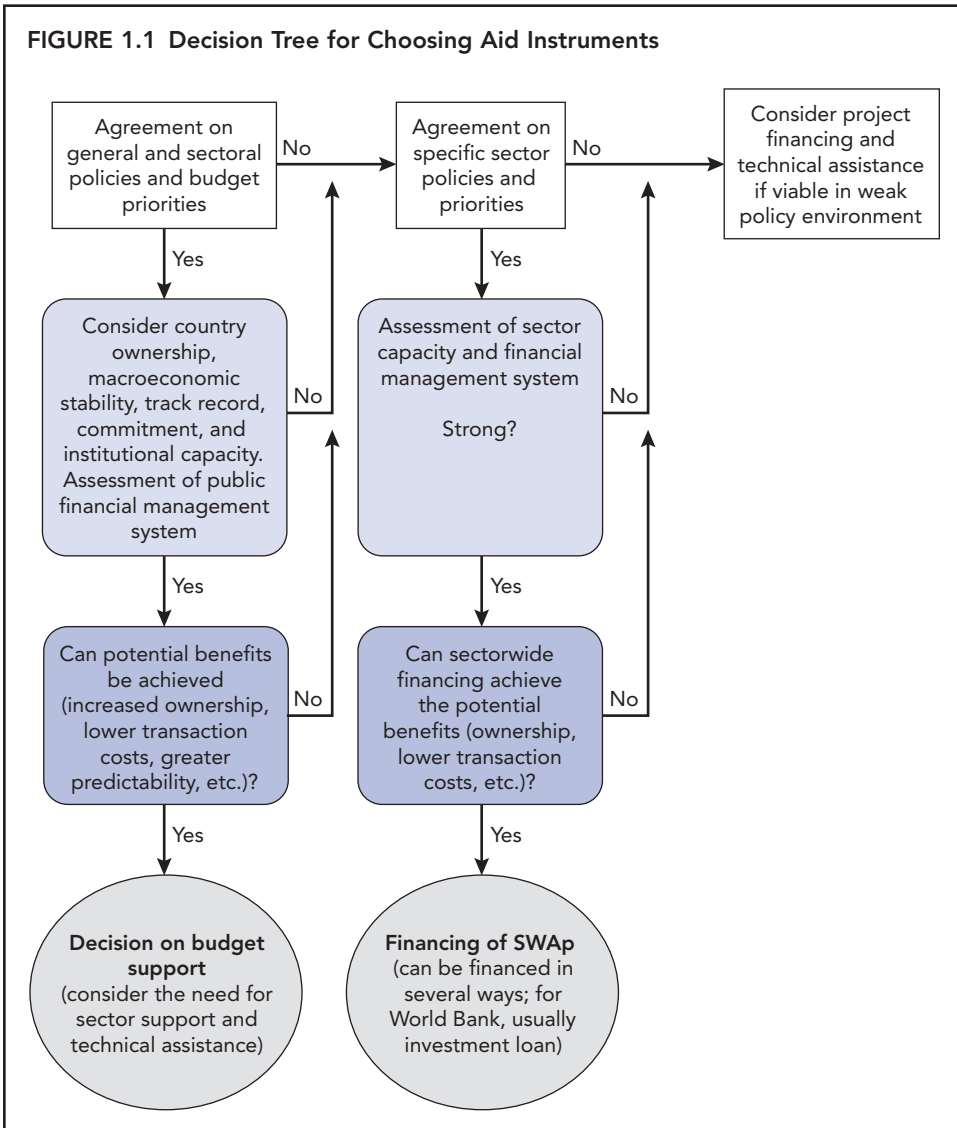 FIGURE 1.1 Decision Tree for Choosing Aid Instruments
Agreement on
general and sectoral
policies and budget
priorities
No
Agreement on
specific sector
policies and
priorities
No
Consider project
financing and
technical assistance
if viable in weak
policy environment
Yes
Yes
Consider country
ownership,
macroeconomic
stability, track record,
commitment, and
institutional capacity.
Assessment of public
financial management
system
No
Assessment of sector
capacity and financial
management system
Strong?
No
Yes
Yes
Can potential benefits
be achieved
(increased ownership,
lower transaction
costs, greater
predictability, etc.)?
No
Can sectorwide
financing achieve
the potential
benefits (ownership,
lower transaction
costs, etc.)?
No
Yes
Yes
Decision on budget
support
(consider the need for
sector support and
technical assistance)
Financing of SWAp
(can be financed in
several ways; for
World Bank, usually
investment loan)